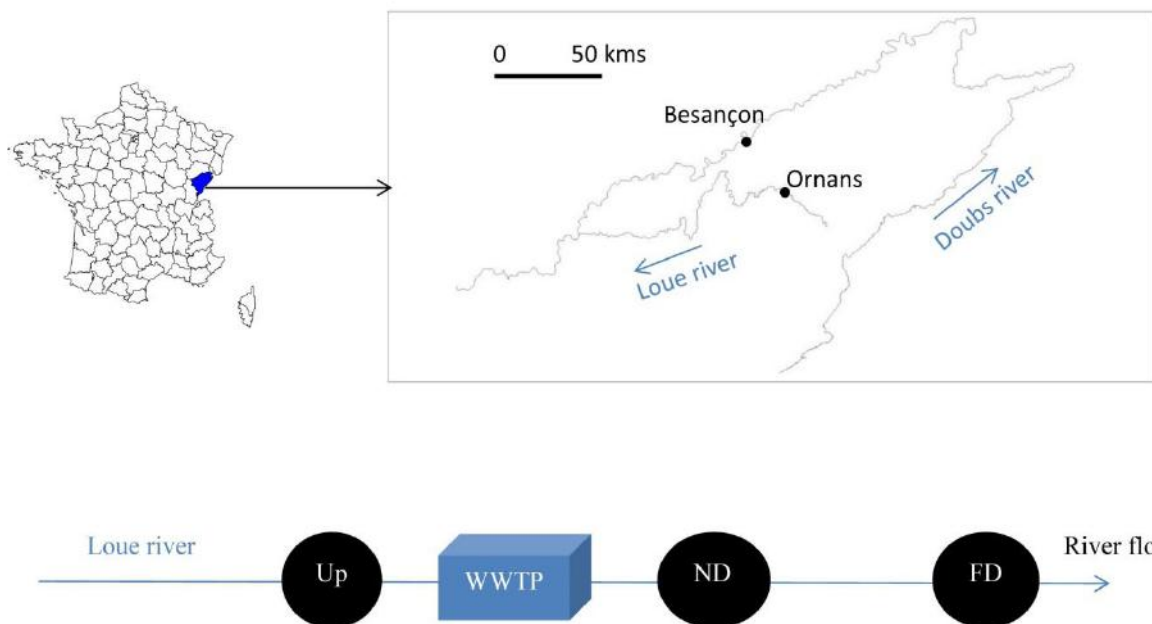 0 50 kms
Besançon
Ornans
Doubs river
Loue river
Loue river
Up
WWTP
ND
FD
River flo